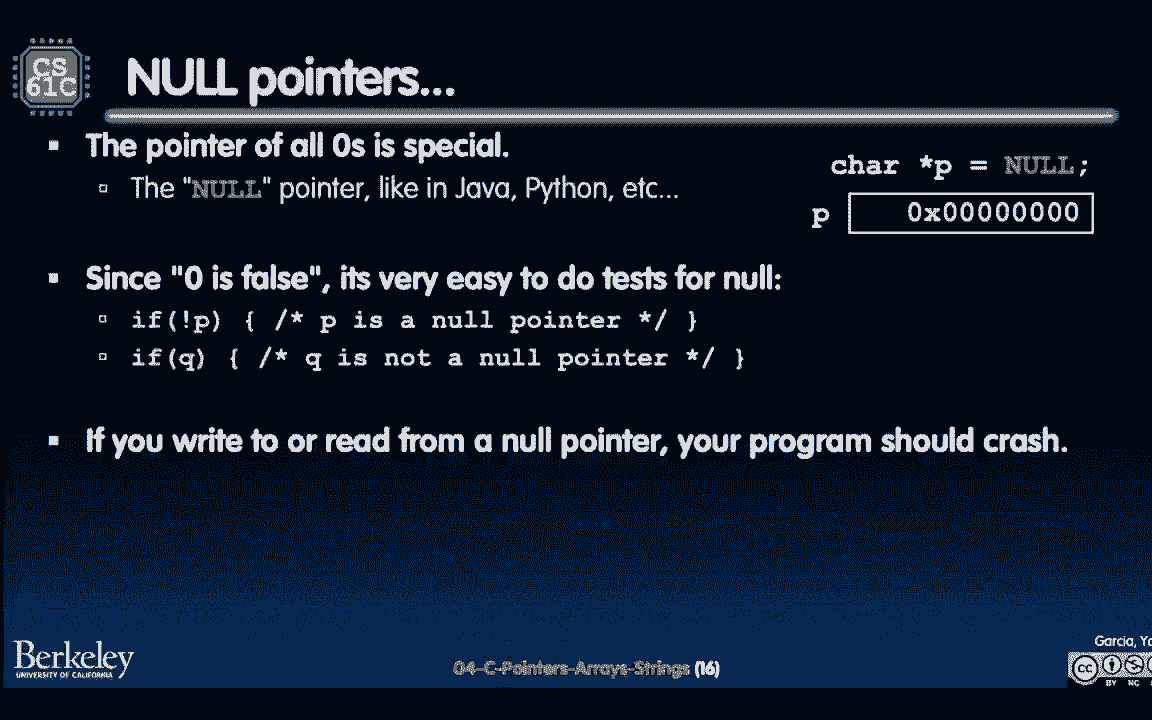 CS
61C
NULL pointers...
The pointer of all 0s is special.
The "NULL" pointer, like in Java, Python, etc...
char *p = NULL;
p 0x00000000
Since "0 is false", its very easy to do tests for null:
if(!p) { /* p is a null pointer */ }
if(q) { /* q is not a null pointer */ }
If you write to or read from a null pointer, your program should crash.
Berkeley
UNIVERSITY OF CALIFORNIA
04-C-Pointers-Arrays-Strings (16)
Garcia,
cc
BY NC